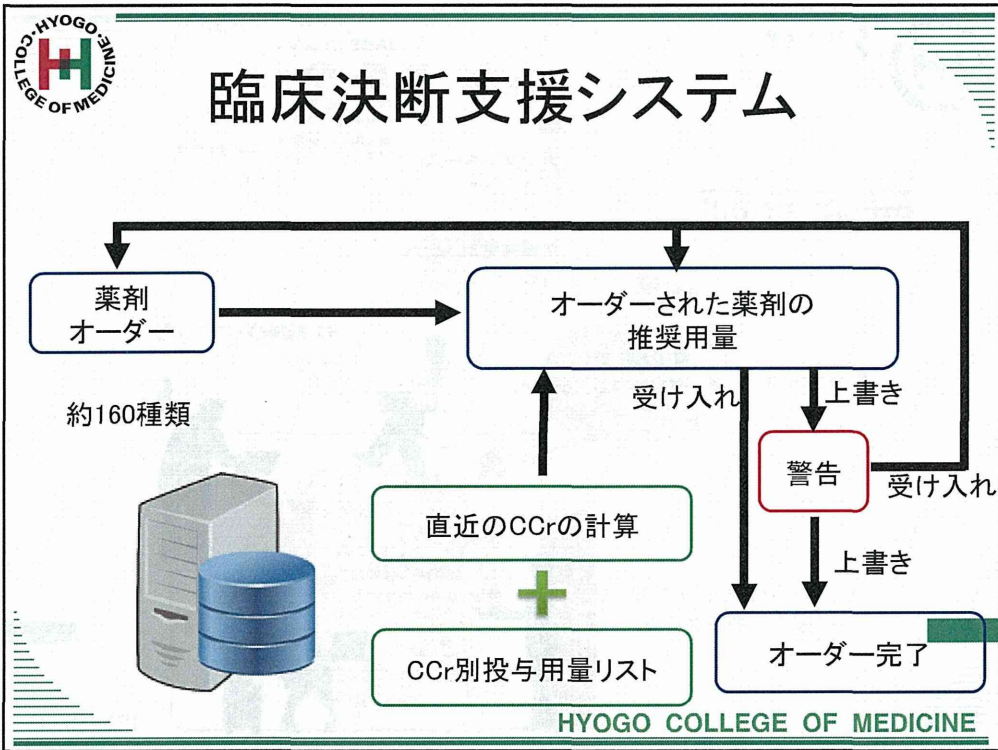 HYOGO
COLLEGE OF MEDICINE
臨床決断支援システム
薬剤
オーダー
オーダーされた薬剤の
推奨用量
約160種類
受け入れ
上書き
警告
受け入れ
直近のCCrの計算
上書き
+
CCr別投与用量リスト
オーダー完了
HYOGO COLLEGE OF MEDICINE